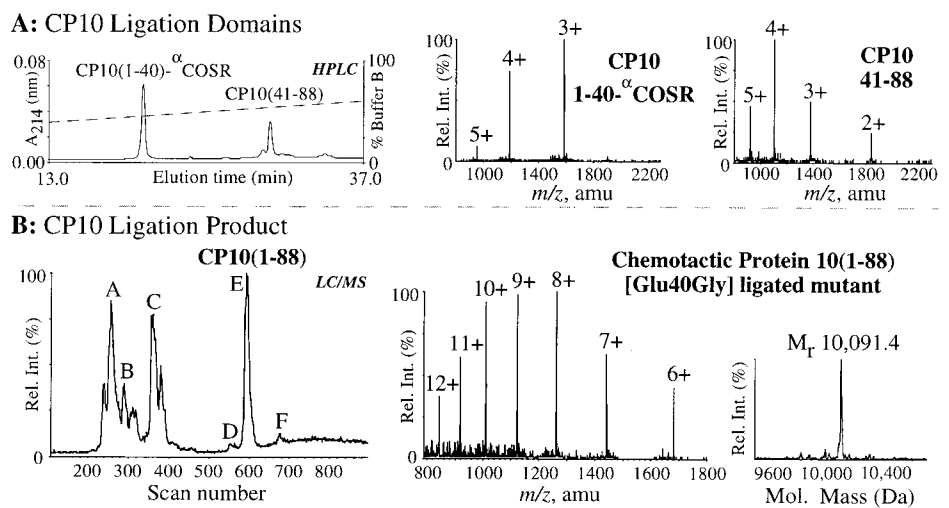 A: CP10 Ligation Domains
0.08
A214 (nm)
0.00
13.0
Elution time (min)
37.0
100
% Buffer B
0
CP10(1-40)-αCOSR
CP10(41-88)
HPLC
100
Rel. Int. (%)
0
5+
4+
3+
CP10
1-40-αCOSR
1000 1400 1800 2200
m/z, amu
100
Rel. Int. (%)
0
5+
4+
3+
2+
CP10
41-88
1000 1400 1800 2200
m/z, amu
B: CP10 Ligation Product
CP10(1-88)
LC/MS
100
Rel. Int. (%)
0
A
B
C
D
E
F
200 300 400 500 600 700 800
Scan number
Chemotactic Protein 10(1-88)
[Glu40Gly] ligated mutant
100
Rel. Int. (%)
0
12+
11+
10+
9+
8+
7+
6+
800 1000 1200 1400 1600 1800
m/z, amu
Mr 10,091.4
Rel. Int. (%)
9600 10,000 10,400
Mol. Mass (Da)